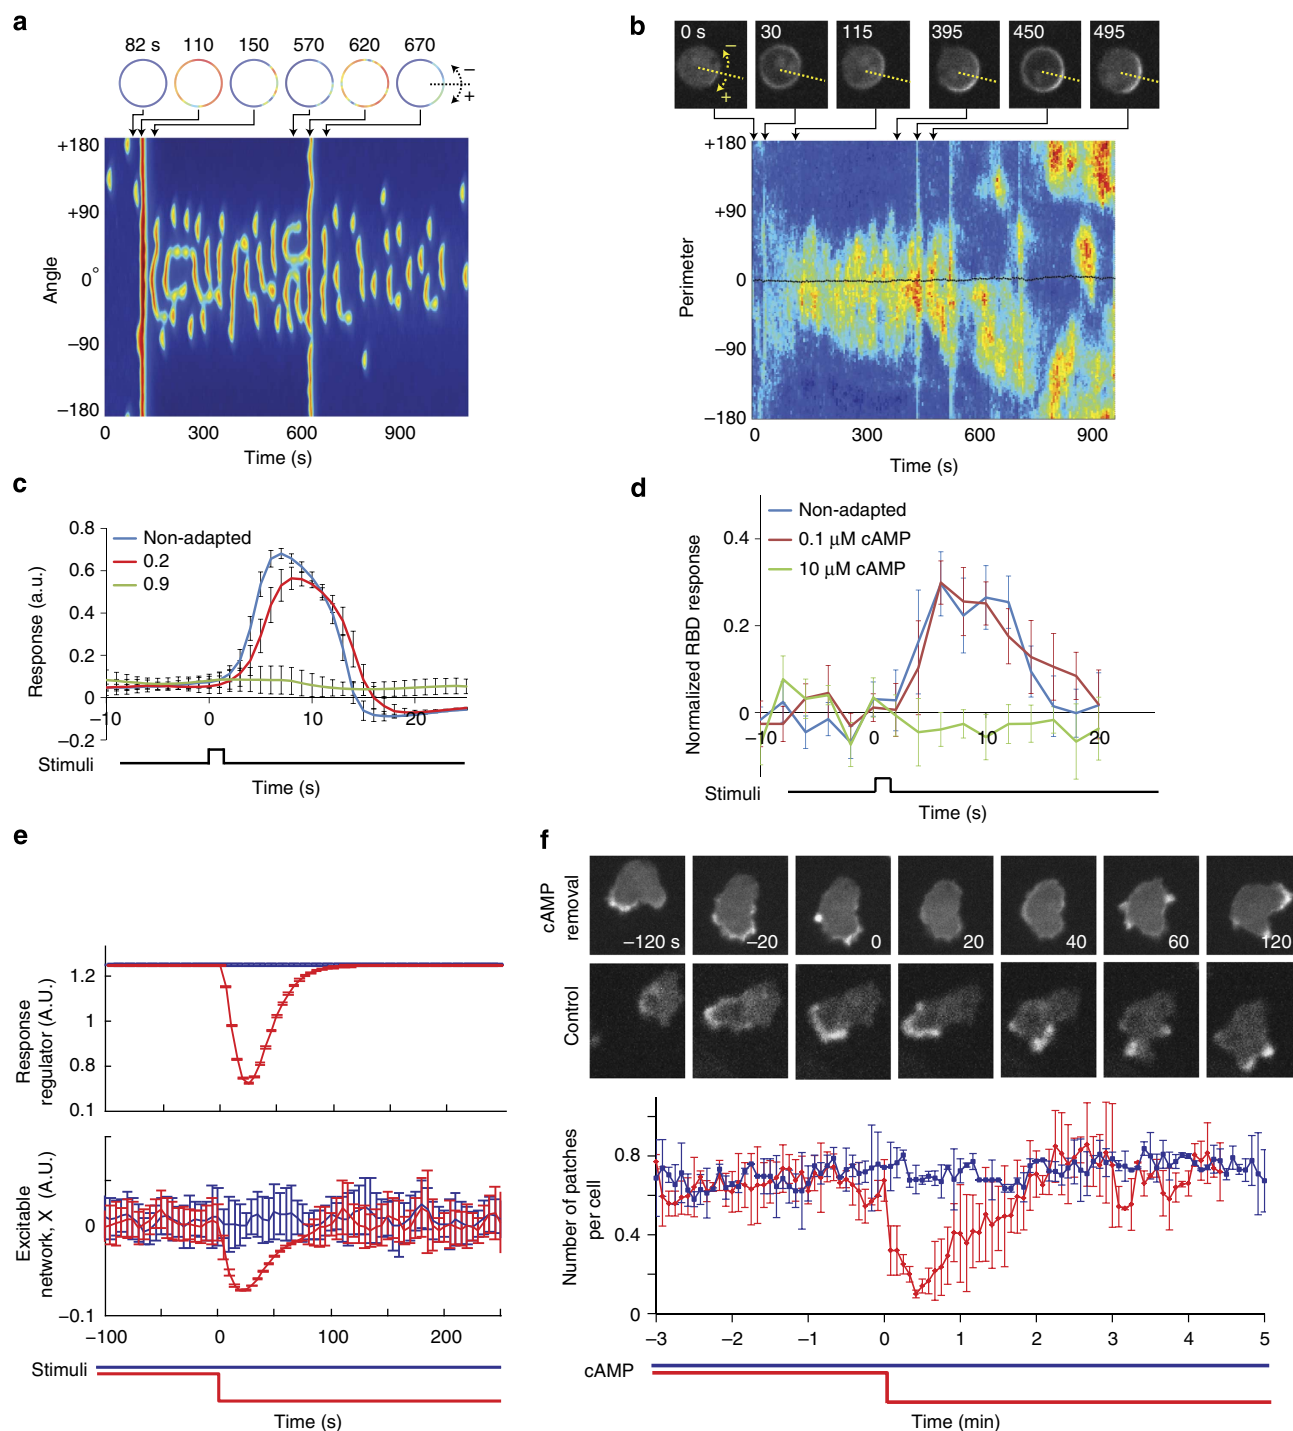 a
82 s 110 150 570 620 670
–
+
+180
+90
0°
–90
–180
Angle
0 300 600 900
Time (s)
b
0 s 30 115 395 450 495
–
+
+180
+90
0
–90
–180
Perimeter
0 300 600 900
Time (s)
c
0.8
0.6
0.4
0.2
0
–0.2
Response (a.u.)
Non-adapted
0.2
0.9
–10 0 10 20
Stimuli
Time (s)
d
0.4
0.2
0
Normalized RBD response
Non-adapted
0.1 µM cAMP
10 µM cAMP
–10 0 10 20
Stimuli
Time (s)
e
1.2
1
0.8
0.1
Response
regulator (A.U.)
–100 0 100 200
0
–0.1
Excitable
network, X (A.U.)
–100 0 100 200
Stimuli
Time (s)
f
cAMP
removal
–120 s –20 0 20 40 60 120
Control
0.8
0.4
0
Number of patches
per cell
–3 –2 –1 0 1 2 3 4 5
cAMP
Time (min)